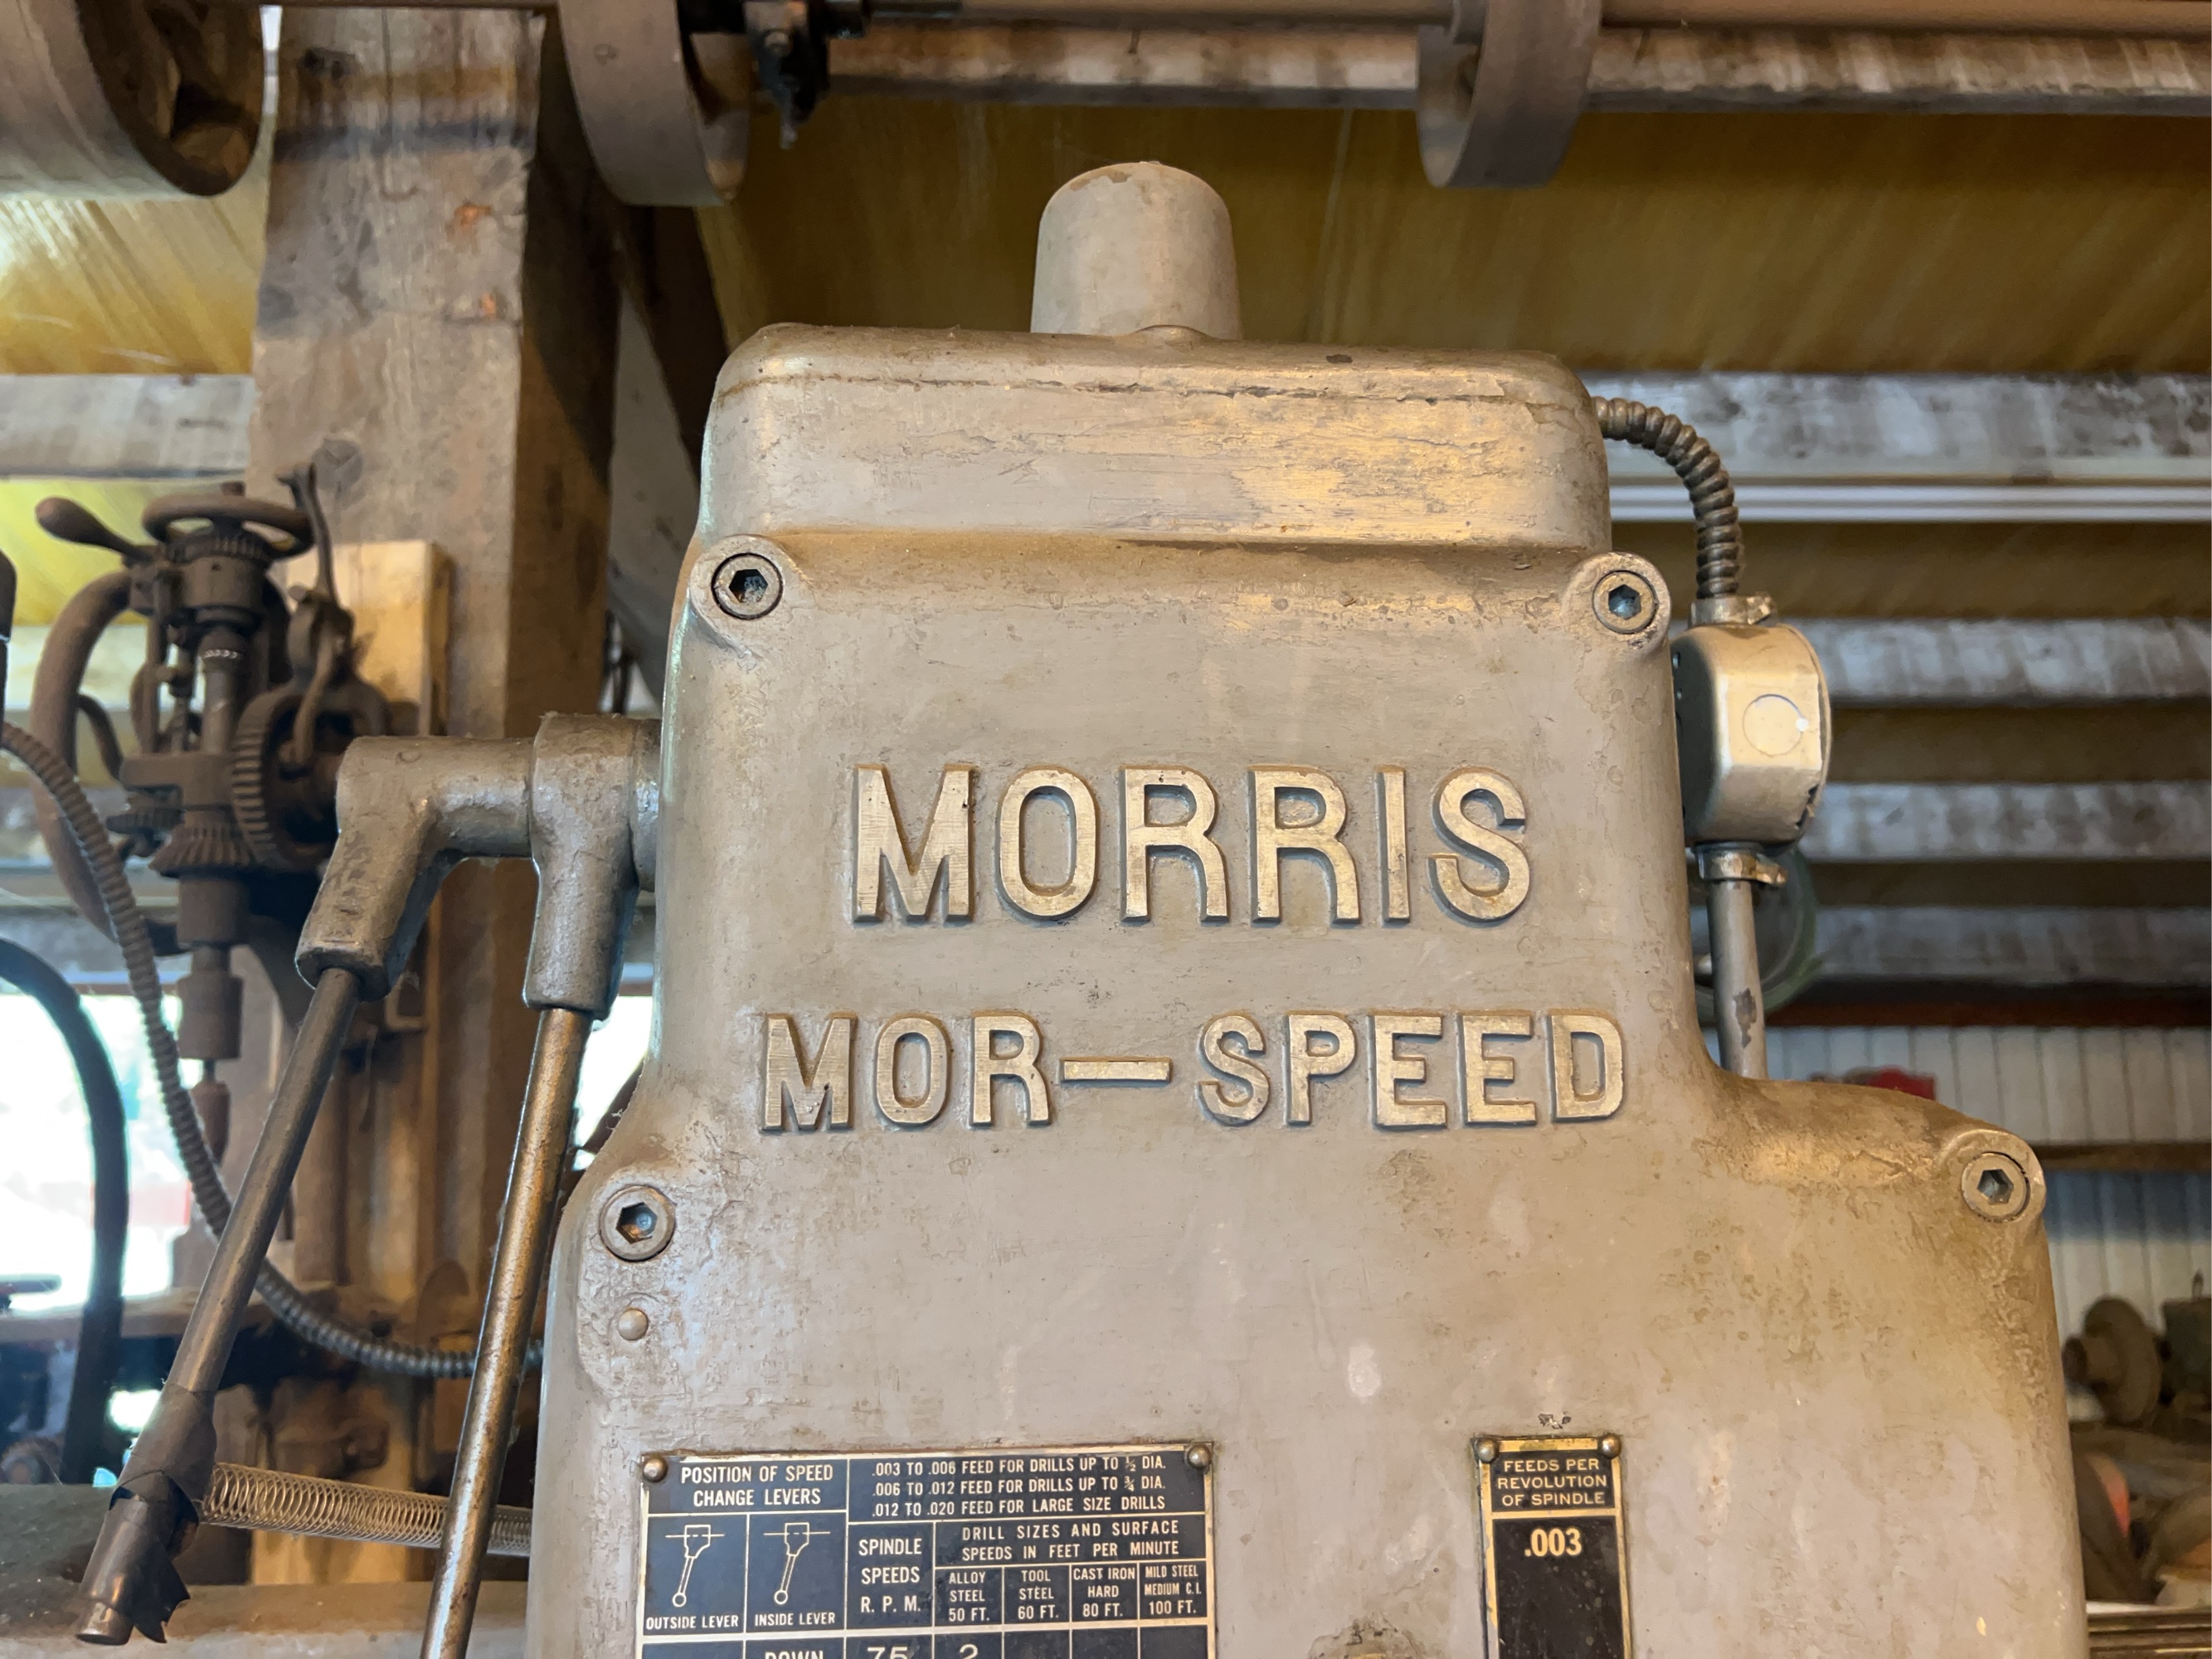 MORRIS
MOR—SPEED
POSITION OF SPEED
CHANGE LEVERS
.003 TO .006 FEED FOR DRILLS UP TO ½ DIA.
.006 TO .012 FEED FOR DRILLS UP TO ¾ DIA.
.012 TO .020 FEED FOR LARGE SIZE DRILLS
OUTSIDE LEVER
INSIDE LEVER
SPINDLE
SPEEDS
R. P. M.
DRILL SIZES AND SURFACE
SPEEDS IN FEET PER MINUTE
ALLOY
STEEL
50 FT.
TOOL
STEEL
60 FT.
CAST IRON
HARD
80 FT.
MILD STEEL
MEDIUM C.I.
100 FT.
DOWN
75
2
FEEDS PER
REVOLUTION
OF SPINDLE
.003